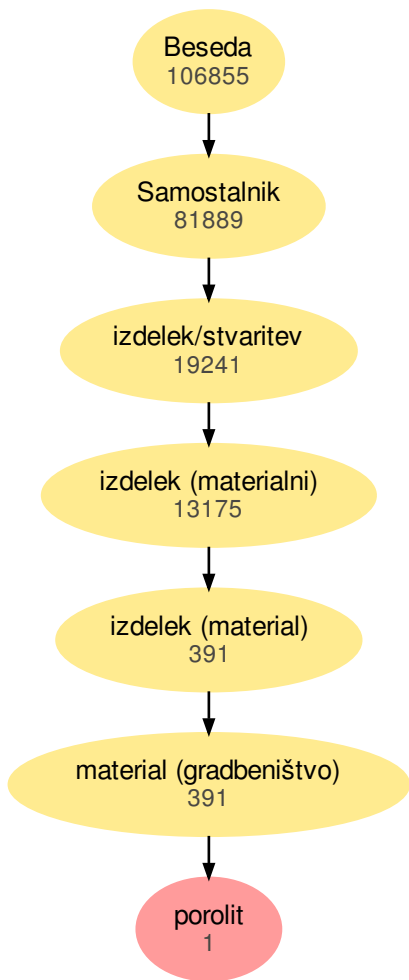 Beseda
106855
Samostalnik
81889
izdelek/stvaritev
19241
izdelek (materialni)
13175
izdelek (material)
391
material (gradbeništvo)
391
porolit
1